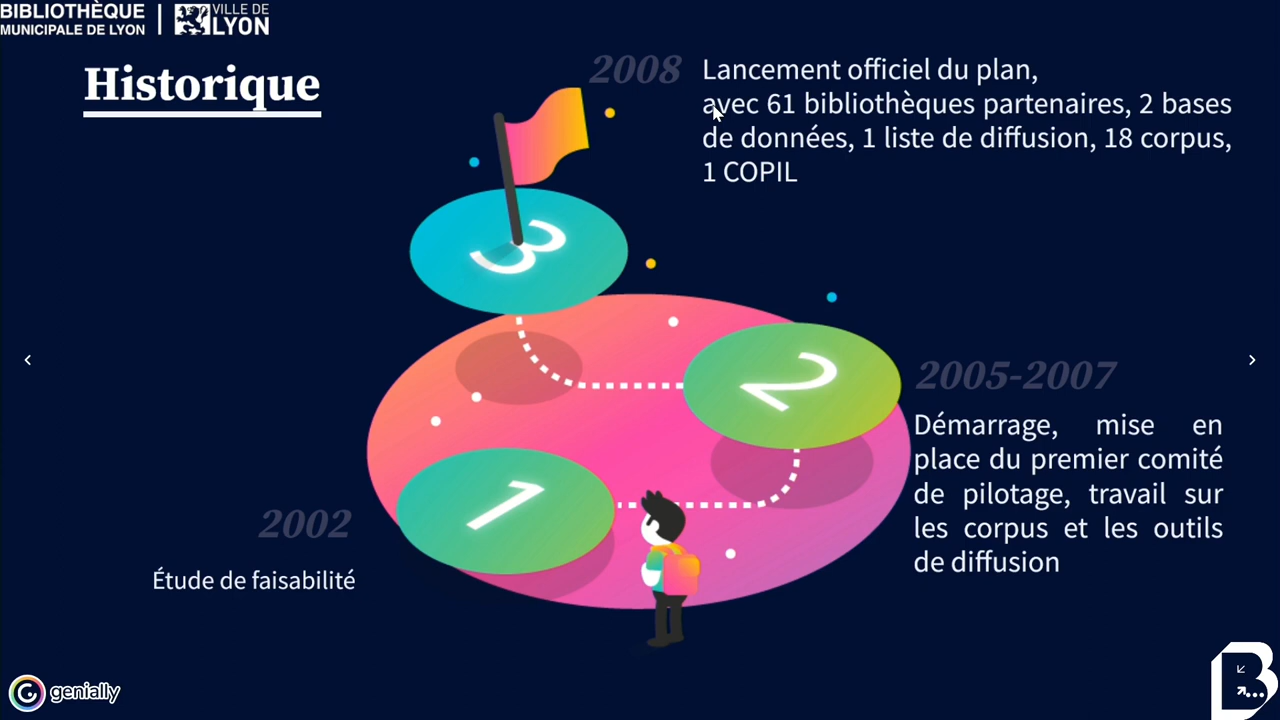 BIBLIOTHÈQUE
MUNICIPALE DE LYON
VILLE DE
LYON
Historique
2008
Lancement officiel du plan,
avec 61 bibliothèques partenaires, 2 bases
de données, 1 liste de diffusion, 18 corpus,
1 COPIL
3
2
2005-2007
Démarrage, mise en
place du premier comité
de pilotage, travail sur
les corpus et les outils
de diffusion
1
2002
Étude de faisabilité
genially
B